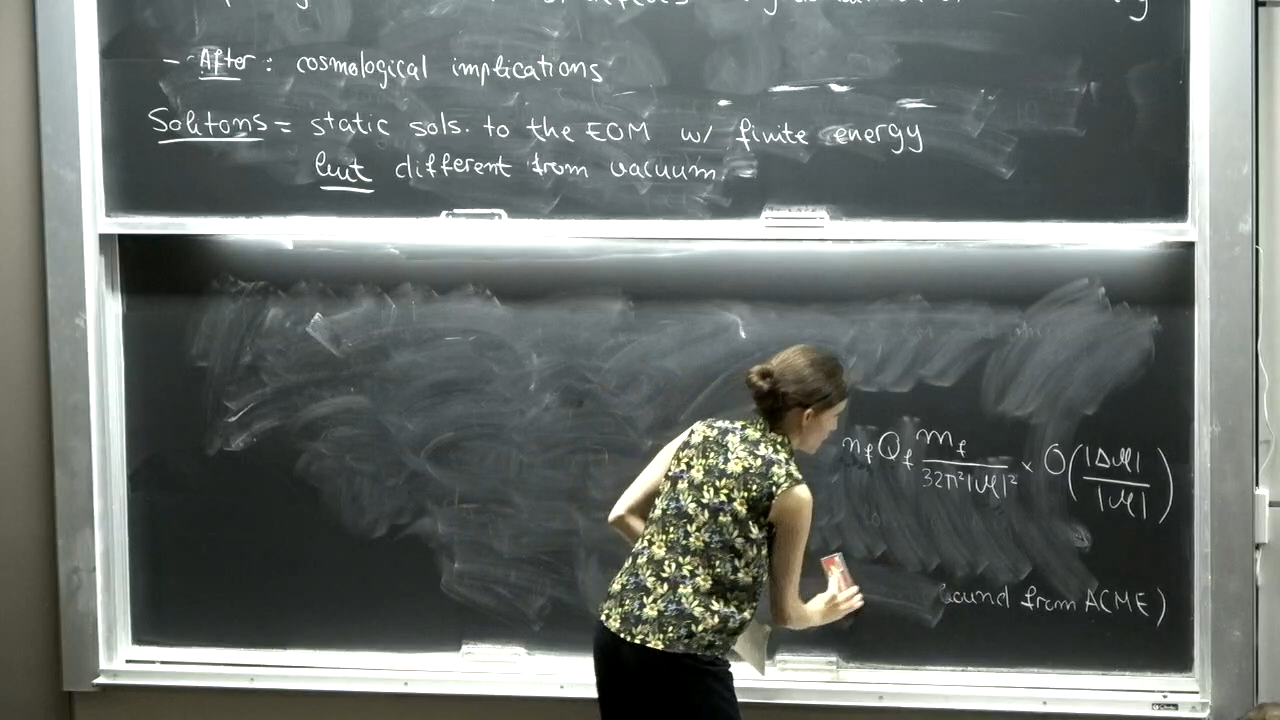 - After: cosmological implications
Solitons = static sols. to the EOM w/ finite energy
but different from vacuum.
n_f Q_f m_f / 32π²|M|² × O(|ΔM| / |M|)
bound from ACME)